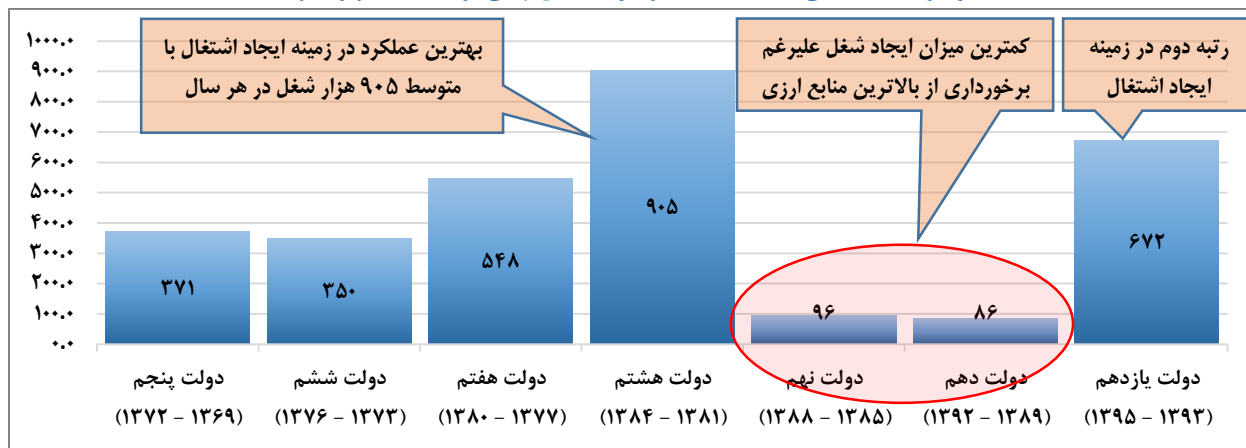 بهترین عملکرد در زمینه ایجاد اشتغال با
متوسط ۹۰۵ هزار شغل در هر سال
کمترین میزان ایجاد شغل علیرغم
برخورداری از بالاترین منابع ارزی
رتبه دوم در زمینه
ایجاد اشتغال
۱۰۰۰.۰
۹۰۰.۰
۸۰۰.۰
۷۰۰.۰
۶۰۰.۰
۵۰۰.۰
۴۰۰.۰
۳۰۰.۰
۲۰۰.۰
۱۰۰.۰
۰.۰
۳۷۱
۳۵۰
۵۴۸
۹۰۵
۹۶
۸۶
۶۷۲
دولت پنجم
(۱۳۶۹ – ۱۳۷۲)
دولت ششم
(۱۳۷۳ – ۱۳۷۶)
دولت هفتم
(۱۳۷۷ – ۱۳۸۰)
دولت هشتم
(۱۳۸۱ – ۱۳۸۴)
دولت نهم
(۱۳۸۵ – ۱۳۸۸)
دولت دهم
(۱۳۸۹ – ۱۳۹۲)
دولت یازدهم
(۱۳۹۳ – ۱۳۹۵)